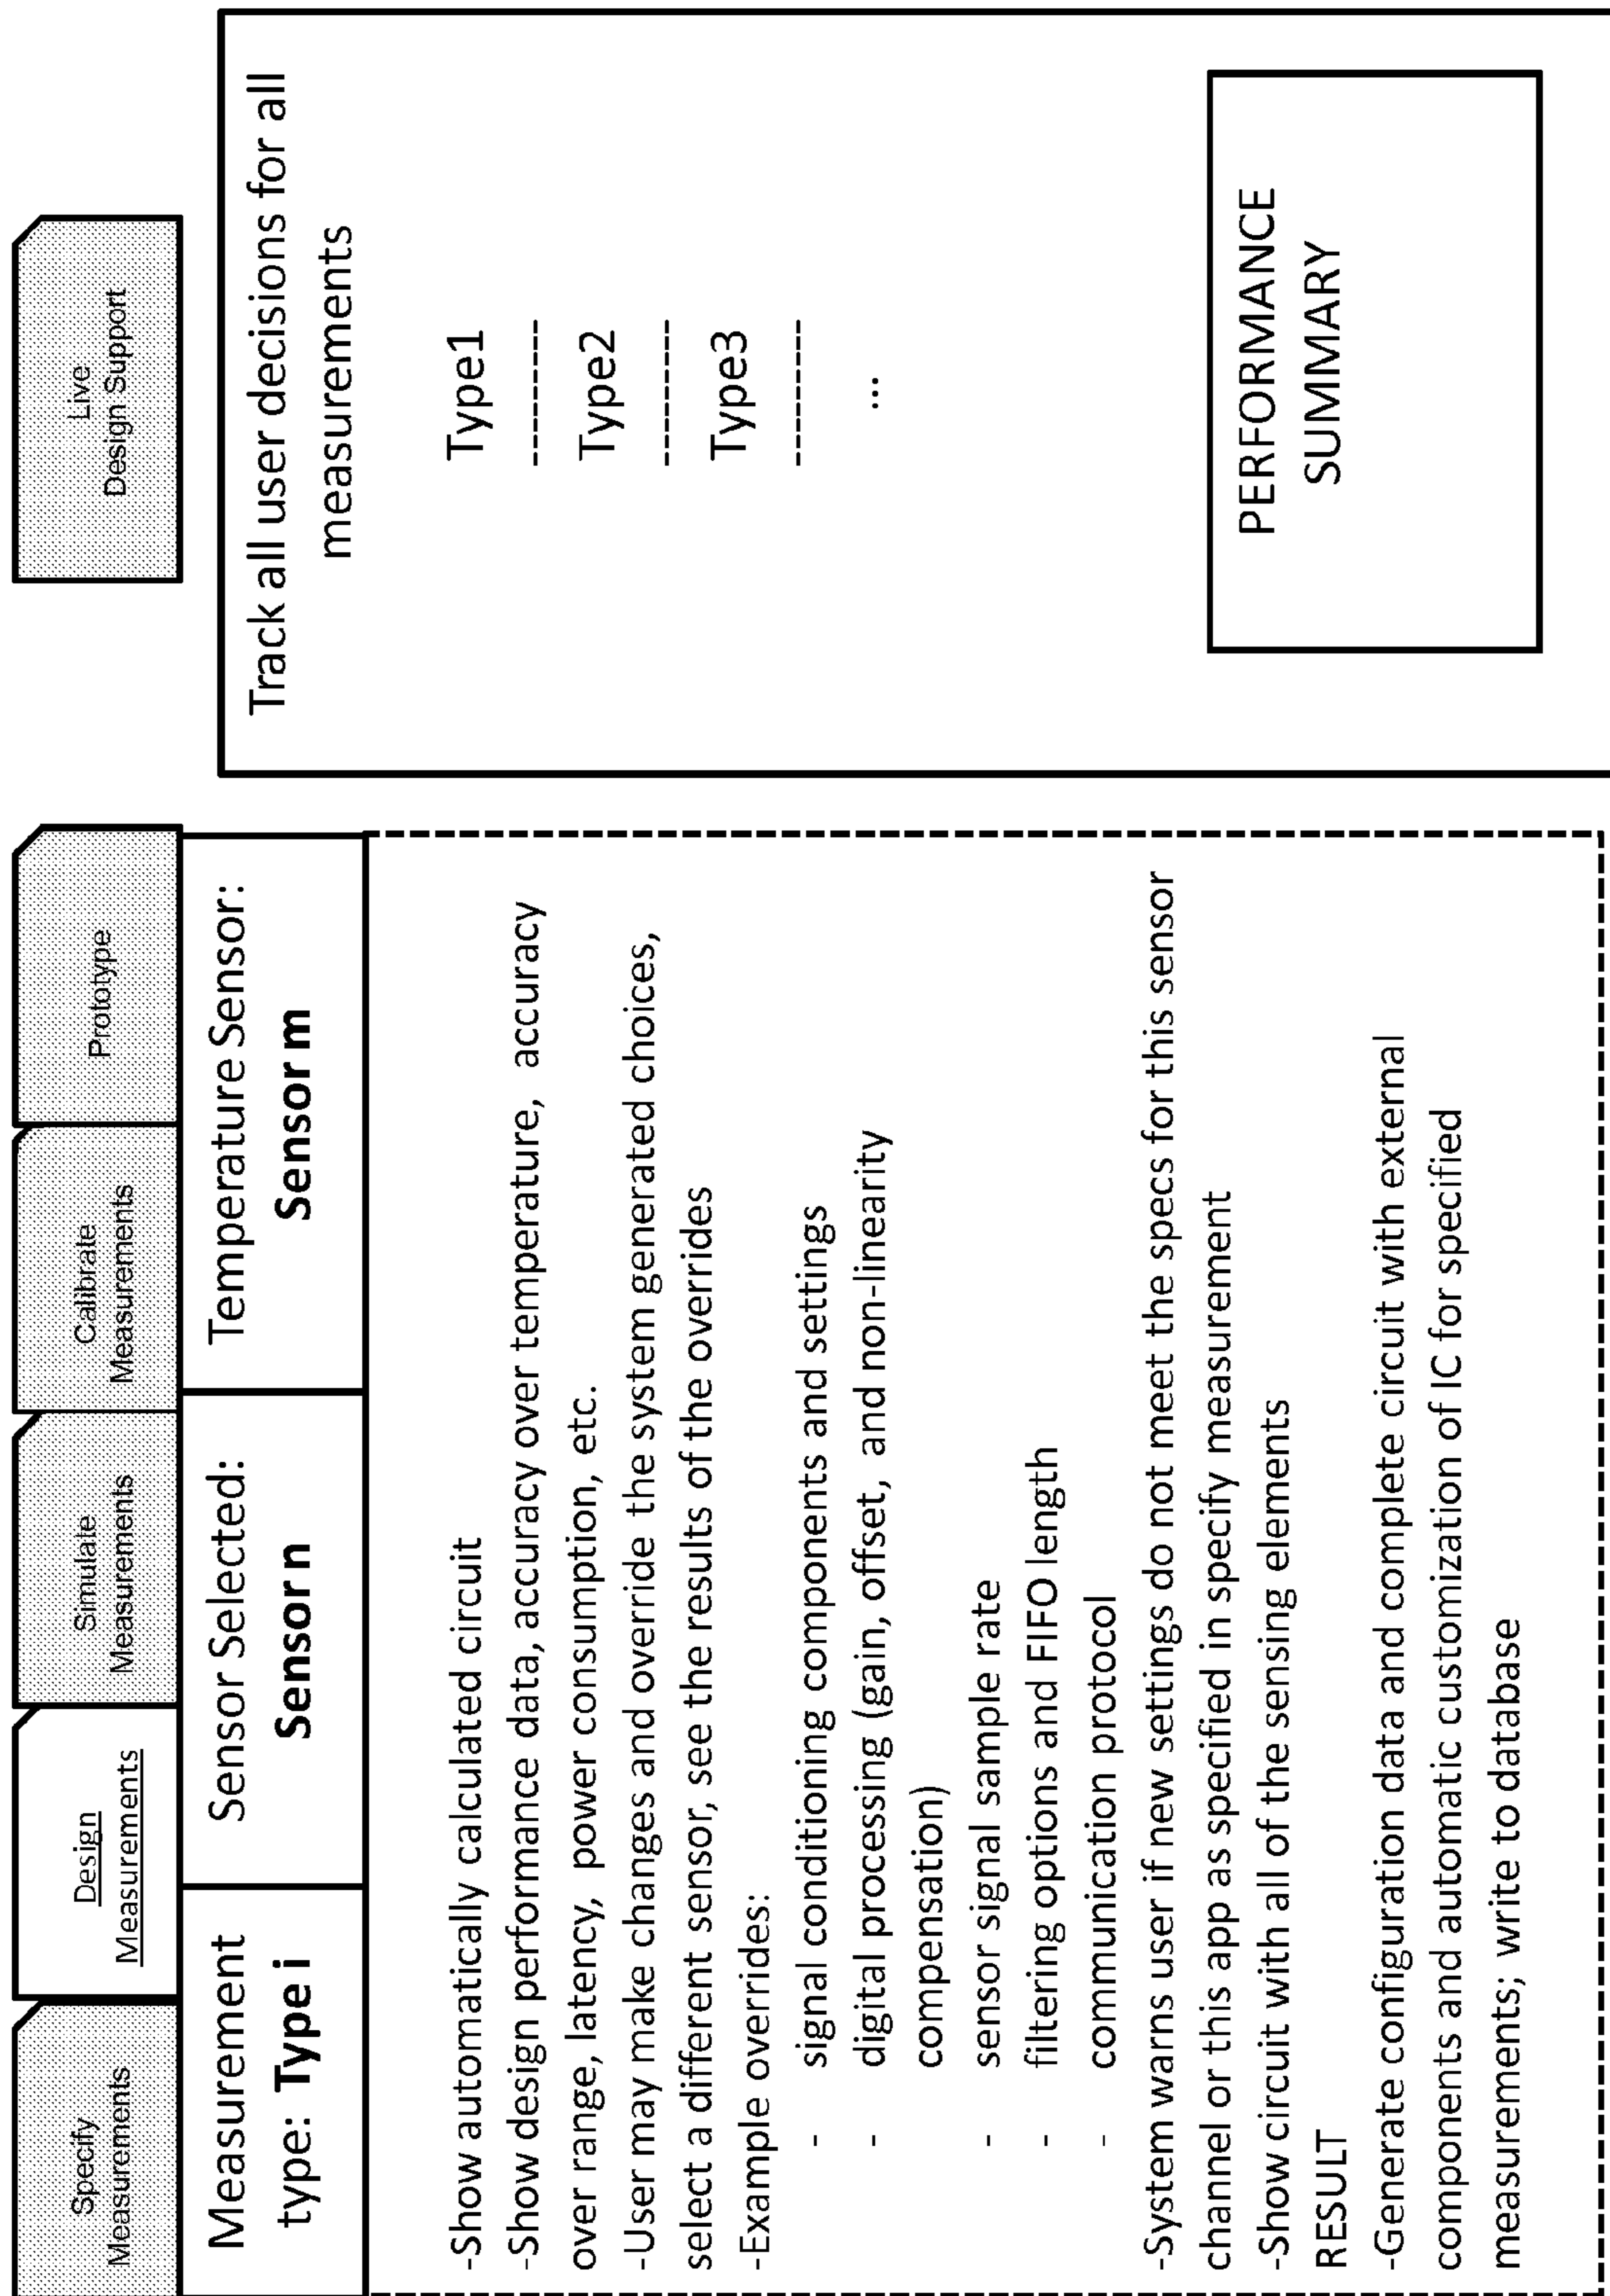 Specify
Measurements
Design
Measurements
Simulate
Measurements
Calibrate
Measurements
Prototype
Live
Design Support
Measurement
type: Type i
Sensor Selected:
Sensor n
Temperature Sensor:
Sensor m
-Show automatically calculated circuit
-Show design performance data, accuracy over temperature, accuracy
over range, latency, power consumption, etc.
-User may make changes and override the system generated choices,
select a different sensor, see the results of the overrides
-Example overrides:
- signal conditioning components and settings
- digital processing (gain, offset, and non-linearity
compensation)
- sensor signal sample rate
- filtering options and FIFO length
- communication protocol
-System warns user if new settings do not meet the specs for this sensor
channel or this app as specified in specify measurement
-Show circuit with all of the sensing elements
RESULT
-Generate configuration data and complete circuit with external
components and automatic customization of IC for specified
measurements; write to database
Track all user decisions for all
measurements
Type1
----------
Type2
----------
Type3
----------
...
PERFORMANCE
SUMMARY